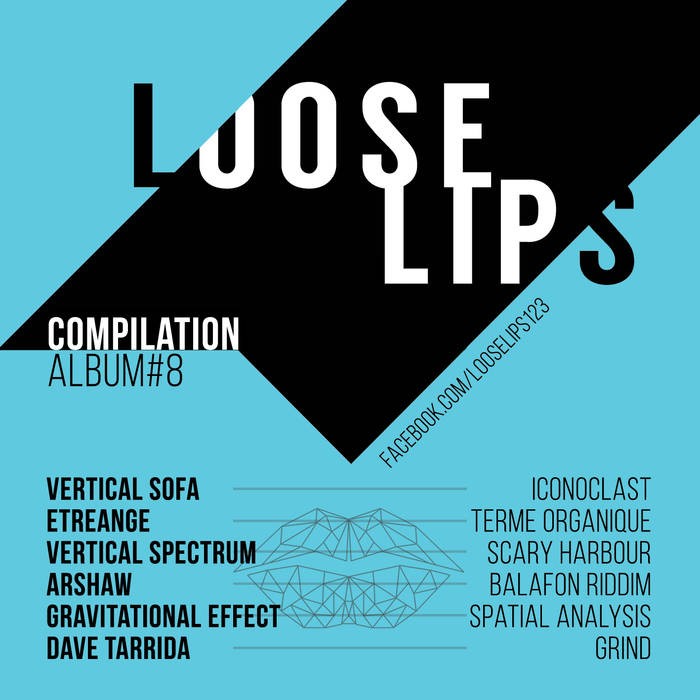 LOOSE
LIPS
COMPILATION
ALBUM#8
FACEBOOK.COM/LOOSELIPS123
VERTICAL SOFA ICONOCLAST
ETREANGE TERME ORGANIQUE
VERTICAL SPECTRUM SCARY HARBOUR
ARSHAW BALAFON RIDDIM
GRAVITATIONAL EFFECT SPATIAL ANALYSIS
DAVE TARRIDA GRIND